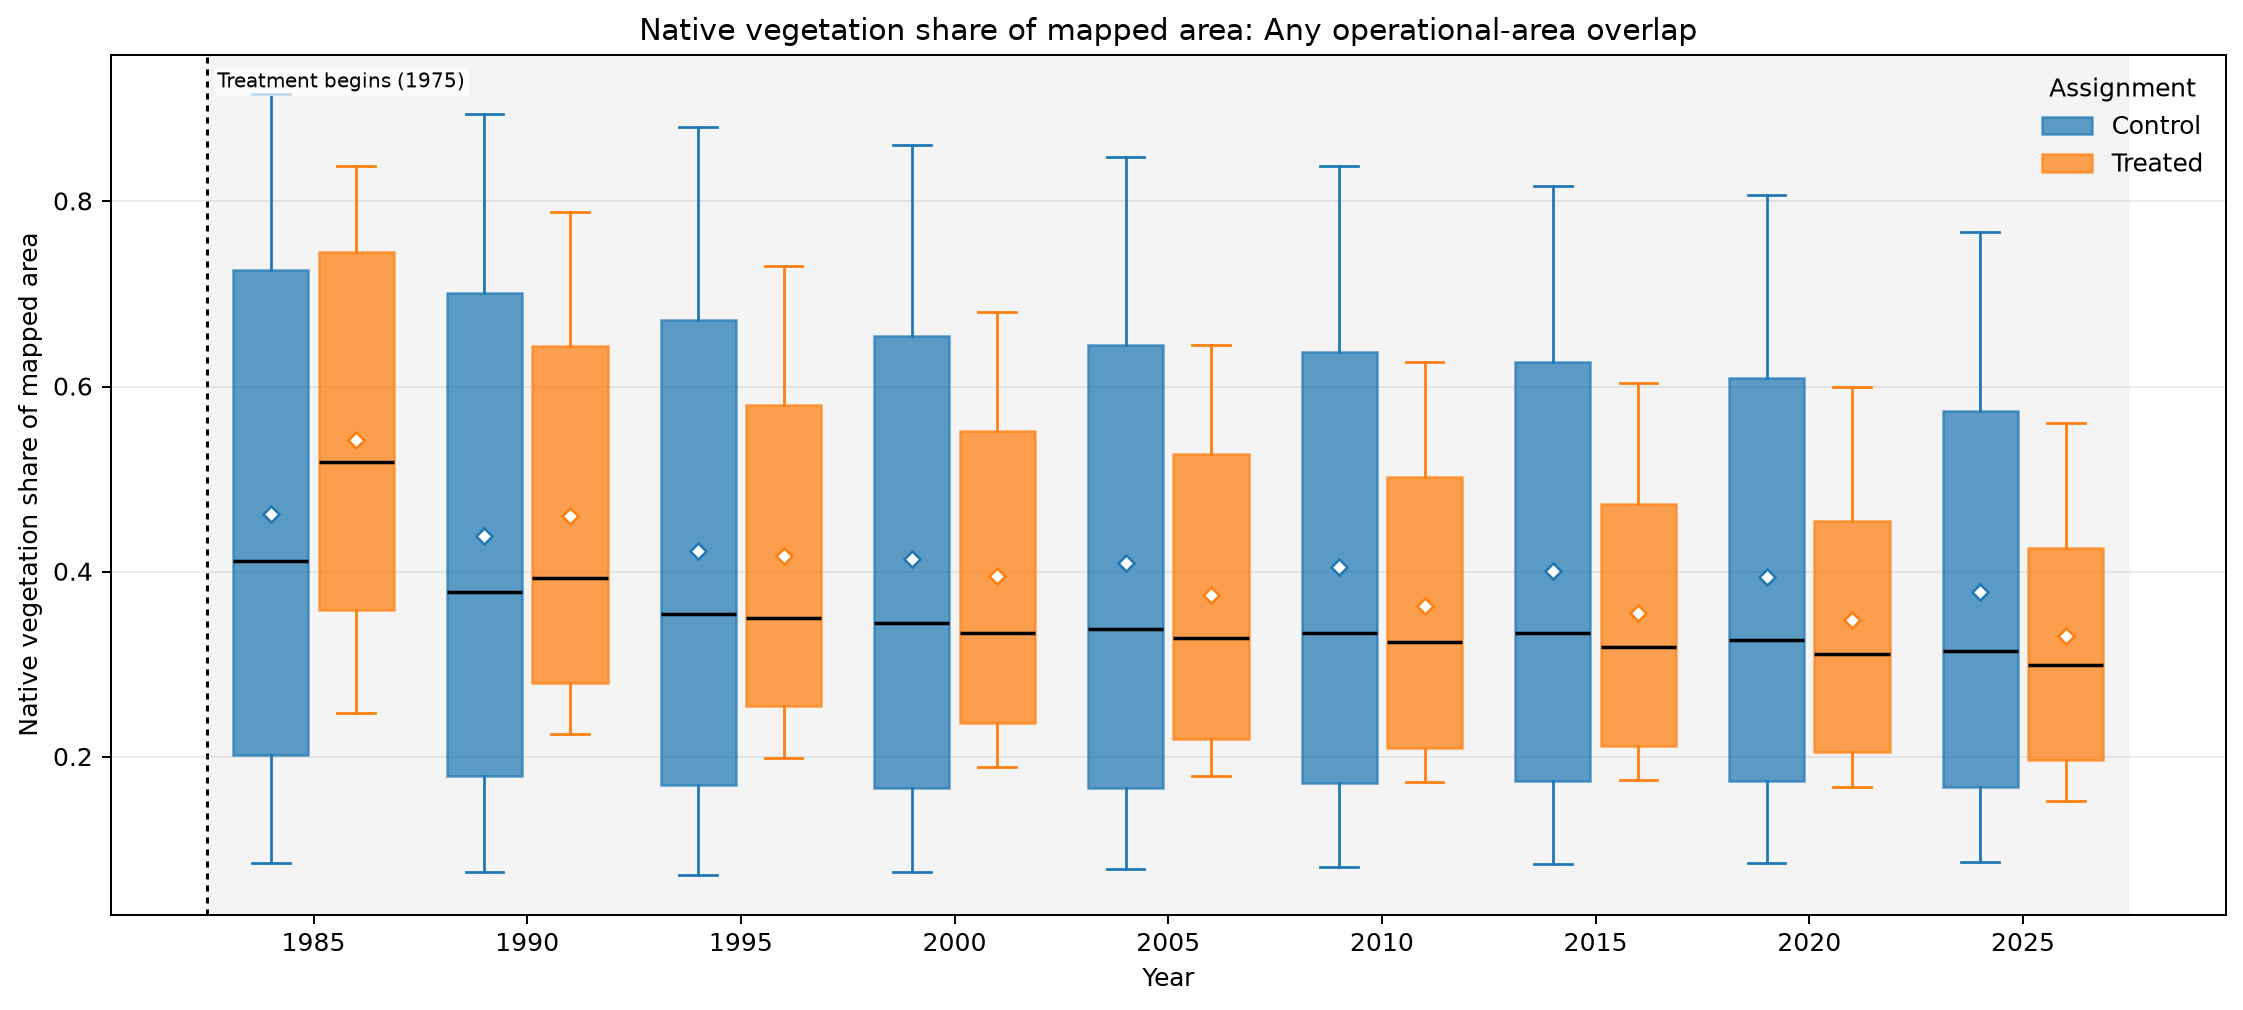 Native vegetation share of mapped area: Any operational-area overlap
Treatment begins (1975)
Assignment
Control
Treated
Native vegetation share of mapped area
0.8
0.6
0.4
0.2
1985
1990
1995
2000
2005
2010
2015
2020
2025
Year